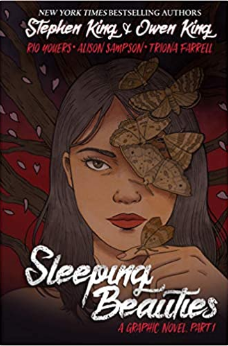 NEW YORK TIMES BESTSELLING AUTHORS
Stephen King & Owen King
RIO YOUERS • ALISON SAMPSON • TRIONA FARRELL
Sleeping
Beauties
A GRAPHIC NOVEL. PART 1